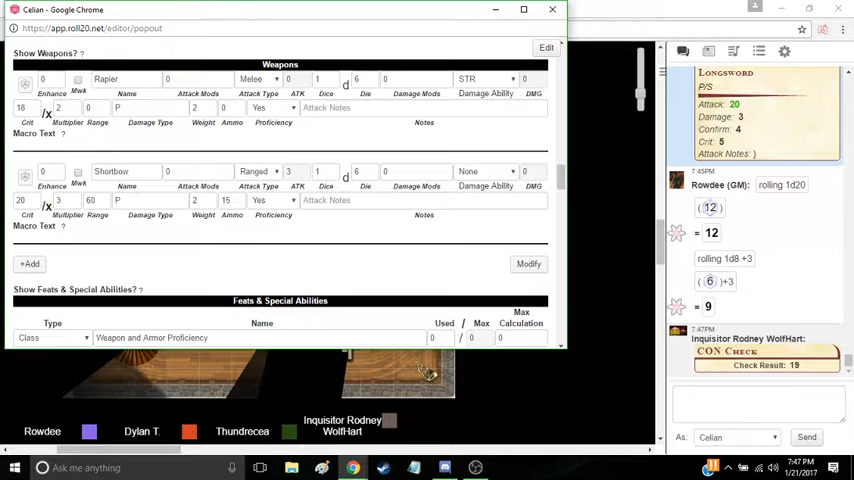 Celian - Google Chrome
https://app.roll20.net/editor/popout
Show Weapons? ?
Edit
Weapons
0 Rapier 0 Melee 0 1 d 6 0 STR 0
Enhance Mwk Name Attack Mods Type ATK Dice Die Damage Mods Damage Ability DMG
18 /x 2 0 P 2 0 Yes Attack Notes
Crit Multiplier Range Damage Type Weight Ammo Proficiency Notes
Macro Text ?
0 Shortbow 0 Ranged 3 1 d 6 0 None 0
Enhance Mwk Name Attack Mods Type ATK Dice Die Damage Mods Damage Ability DMG
20 /x 3 60 P 2 15 Yes Attack Notes
Crit Multiplier Range Damage Type Weight Ammo Proficiency Notes
Macro Text ?
+Add
Modify
Show Feats & Special Abilities? ?
Feats & Special Abilities
Type Name Used / Max Max Calculation
Class Weapon and Armor Proficiency 0 / 0 0
Longsword
P/S
Attack: 20
Damage: 3
Confirm: 4
Crit: 5
Attack Notes: }
7:45PM
Rowdee (GM): rolling 1d20
(12)
= 12
rolling 1d8 +3
(6)+3
= 9
7:47PM
Inquisitor Rodney WolfHart:
CON Check
Check Result: 19
As: Celian
Send
Rowdee
Dylan T.
Thundrecea
Inquisitor Rodney WolfHart
Ask me anything
7:47 PM
1/21/2017